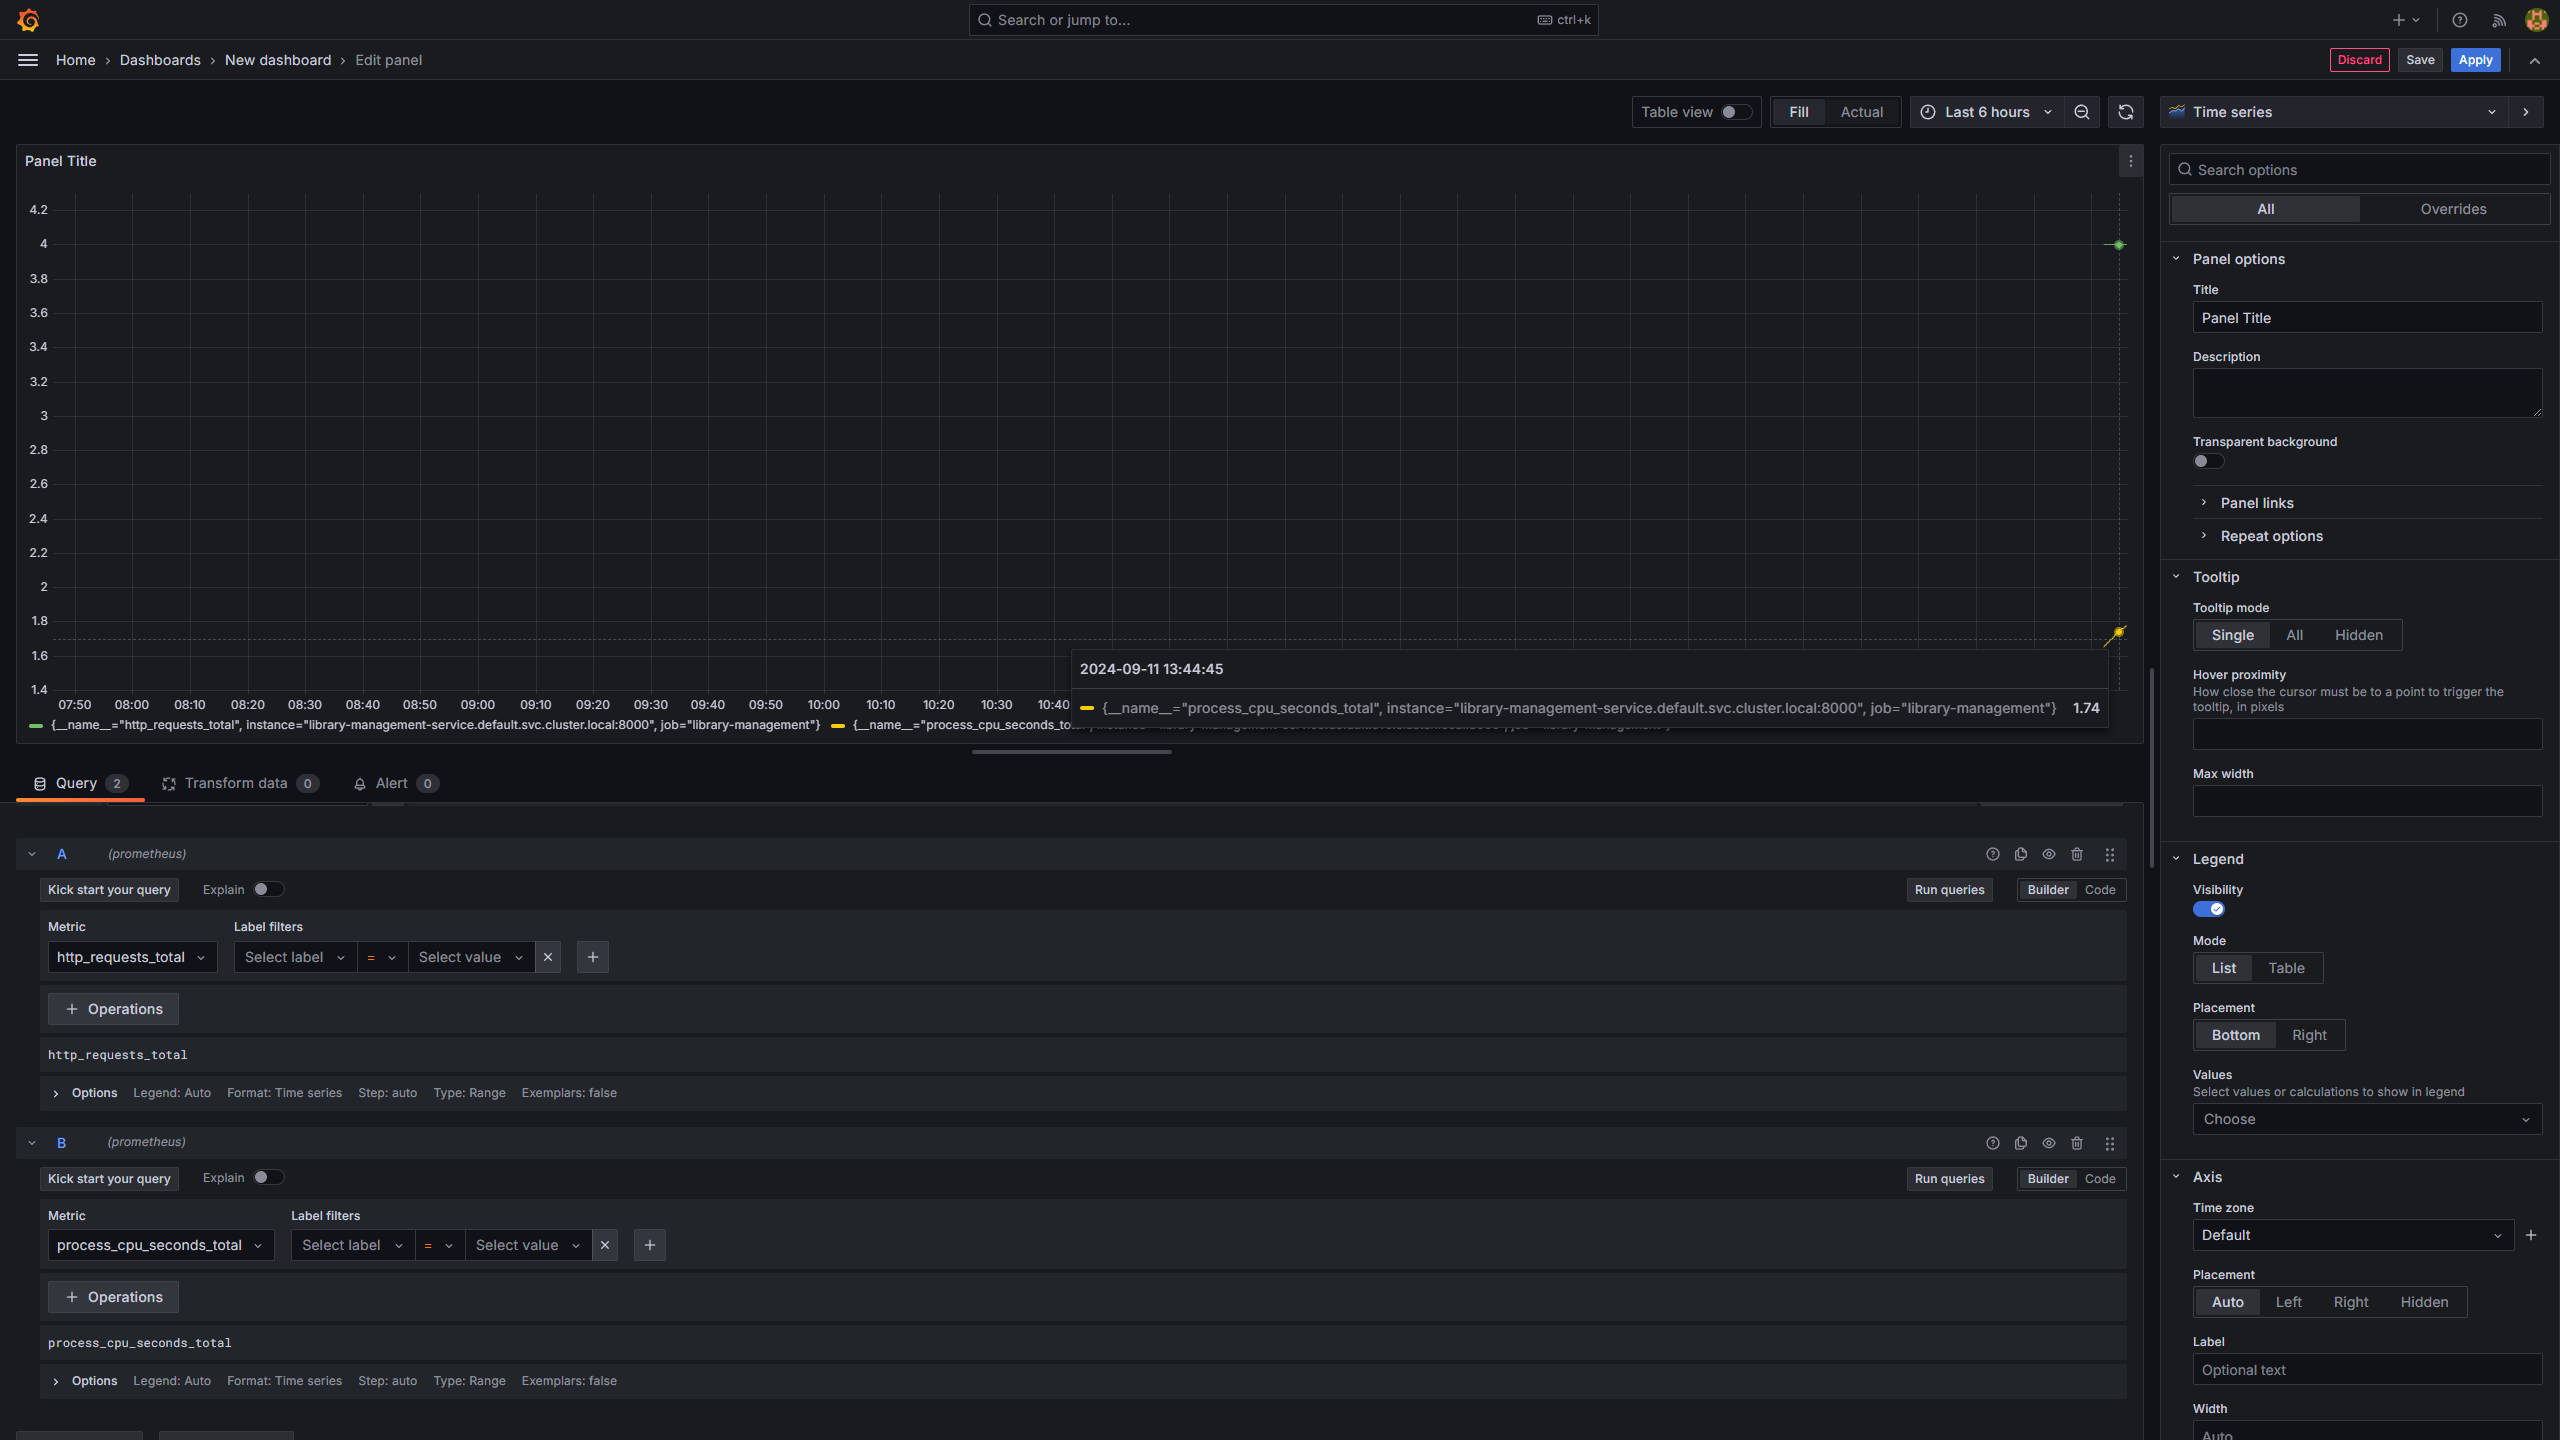 Search or jump to...
ctrl+k
Home › Dashboards › New dashboard › Edit panel
Discard
Save
Apply
Table view
Fill
Actual
Last 6 hours
Time series
Panel Title
4.2
4
3.8
3.6
3.4
3.2
3
2.8
2.6
2.4
2.2
2
1.8
1.6
1.4
07:50 08:00 08:10 08:20 08:30 08:40 08:50 09:00 09:10 09:20 09:30 09:40 09:50 10:00 10:10 10:20 10:30 10:40
{__name__="http_requests_total", instance="library-management-service.default.svc.cluster.local:8000", job="library-management"}
{__name__="process_cpu_seconds_to
2024-09-11 13:44:45
{__name__="process_cpu_seconds_total", instance="library-management-service.default.svc.cluster.local:8000", job="library-management"} 1.74
Query 2
Transform data 0
Alert 0
A (prometheus)
Kick start your query
Explain
Run queries
Builder
Code
Metric
Label filters
http_requests_total
Select label
=
Select value
+ Operations
http_requests_total
Options Legend: Auto Format: Time series Step: auto Type: Range Exemplars: false
B (prometheus)
Kick start your query
Explain
Run queries
Builder
Code
Metric
Label filters
process_cpu_seconds_total
Select label
=
Select value
+ Operations
process_cpu_seconds_total
Options Legend: Auto Format: Time series Step: auto Type: Range Exemplars: false
Search options
All
Overrides
Panel options
Title
Panel Title
Description
Transparent background
Panel links
Repeat options
Tooltip
Tooltip mode
Single
All
Hidden
Hover proximity
How close the cursor must be to a point to trigger the
tooltip, in pixels
Max width
Legend
Visibility
Mode
List
Table
Placement
Bottom
Right
Values
Select values or calculations to show in legend
Choose
Axis
Time zone
Default
Placement
Auto
Left
Right
Hidden
Label
Optional text
Width
Auto